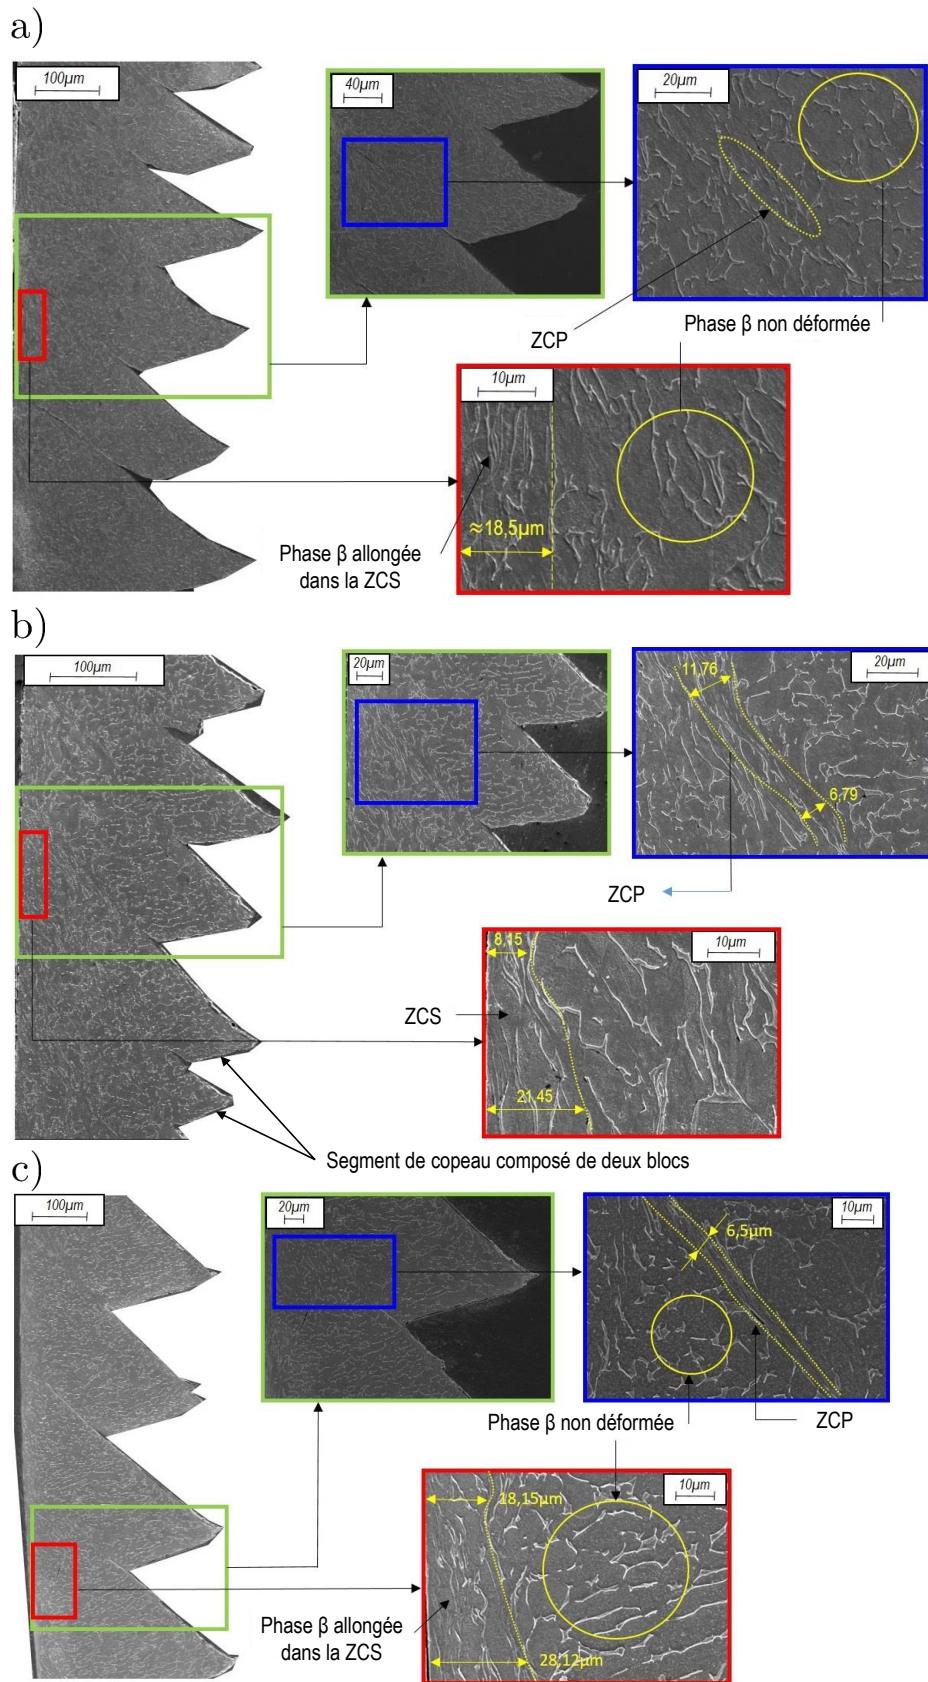 a)
100µm
40µm
20µm
ZCP
Phase β non déformée
10µm
≈18,5µm
Phase β allongée
dans la ZCS
b)
100µm
20µm
20µm
11,76
6,79
ZCP
10µm
8,15
ZCS
21,45
Segment de copeau composé de deux blocs
c)
100µm
20µm
10µm
6,5µm
Phase β non déformée
ZCP
10µm
18,15µm
Phase β allongée
dans la ZCS
28,12µm